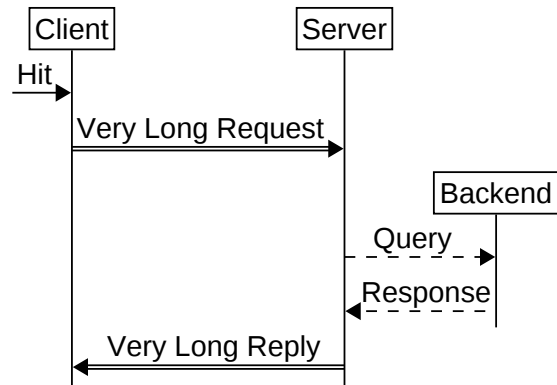 Client
Server
Hit
Very Long Request
Backend
Query
Response
Very Long Reply